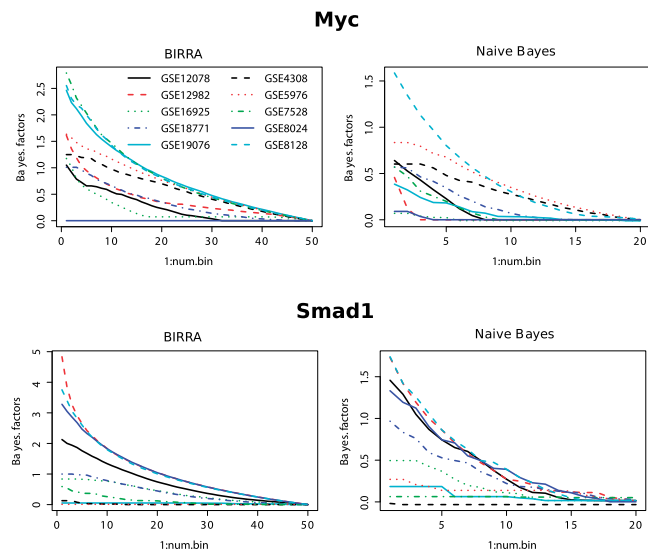 Myc
BIRRA
Naive Bayes
Ba yes. factors
0.0 0.5 1.0 1.5 2.0 2.5
GSE12078
GSE12982
GSE16925
GSE18771
GSE19076
GSE4308
GSE5976
GSE7528
GSE8024
GSE8128
0 10 20 30 40 50
1:num.bin
Ba yes. factors
0.0 0.5 1.0 1.5
5 10 15 20
1:num.bin
Smad1
BIRRA
Naive Bayes
Ba yes. factors
0 1 2 3 4 5
0 10 20 30 40 50
1:num.bin
Ba yes. factors
0.0 0.5 1.0 1.5
5 10 15 20
1:num.bin